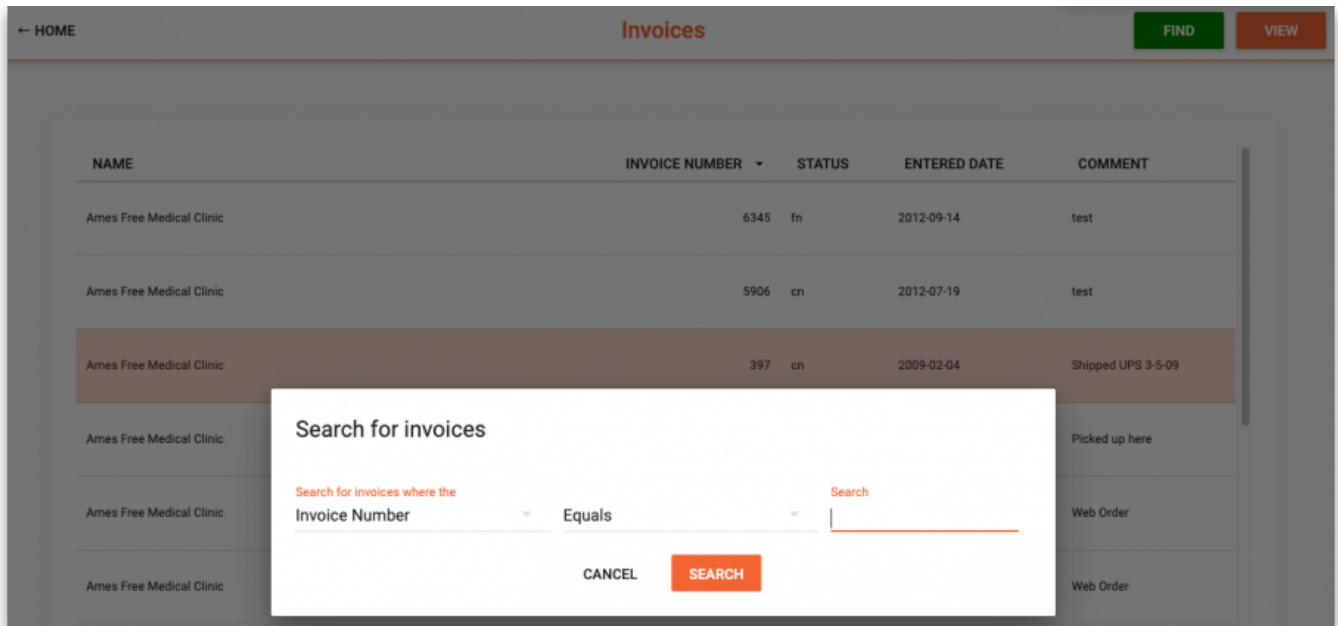 ← HOME Invoices FIND VIEW
NAME INVOICE NUMBER STATUS ENTERED DATE COMMENT
Ames Free Medical Clinic 6345 fn 2012-09-14 test
Ames Free Medical Clinic 5906 cn 2012-07-19 test
Ames Free Medical Clinic 397 cn 2009-02-04 Shipped UPS 3-5-09
Ames Free Medical Clinic Picked up here
Ames Free Medical Clinic Web Order
Ames Free Medical Clinic Web Order
Search for invoices
Search for invoices where the Search
Invoice Number Equals
CANCEL SEARCH